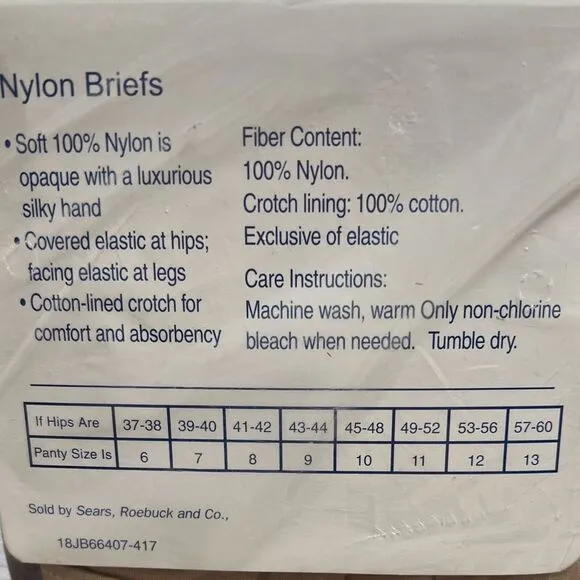 Nylon Briefs
• Soft 100% Nylon is
opaque with a luxurious
silky hand
• Covered elastic at hips;
facing elastic at legs
• Cotton-lined crotch for
comfort and absorbency
Fiber Content:
100% Nylon.
Crotch lining: 100% cotton.
Exclusive of elastic
Care Instructions:
Machine wash, warm Only non-chlorine
bleach when needed. Tumble dry.
If Hips Are 37-38 39-40 41-42 43-44 45-48 49-52 53-56 57-60
Panty Size Is 6 7 8 9 10 11 12 13
Sold by Sears, Roebuck and Co.,
18JB66407-417